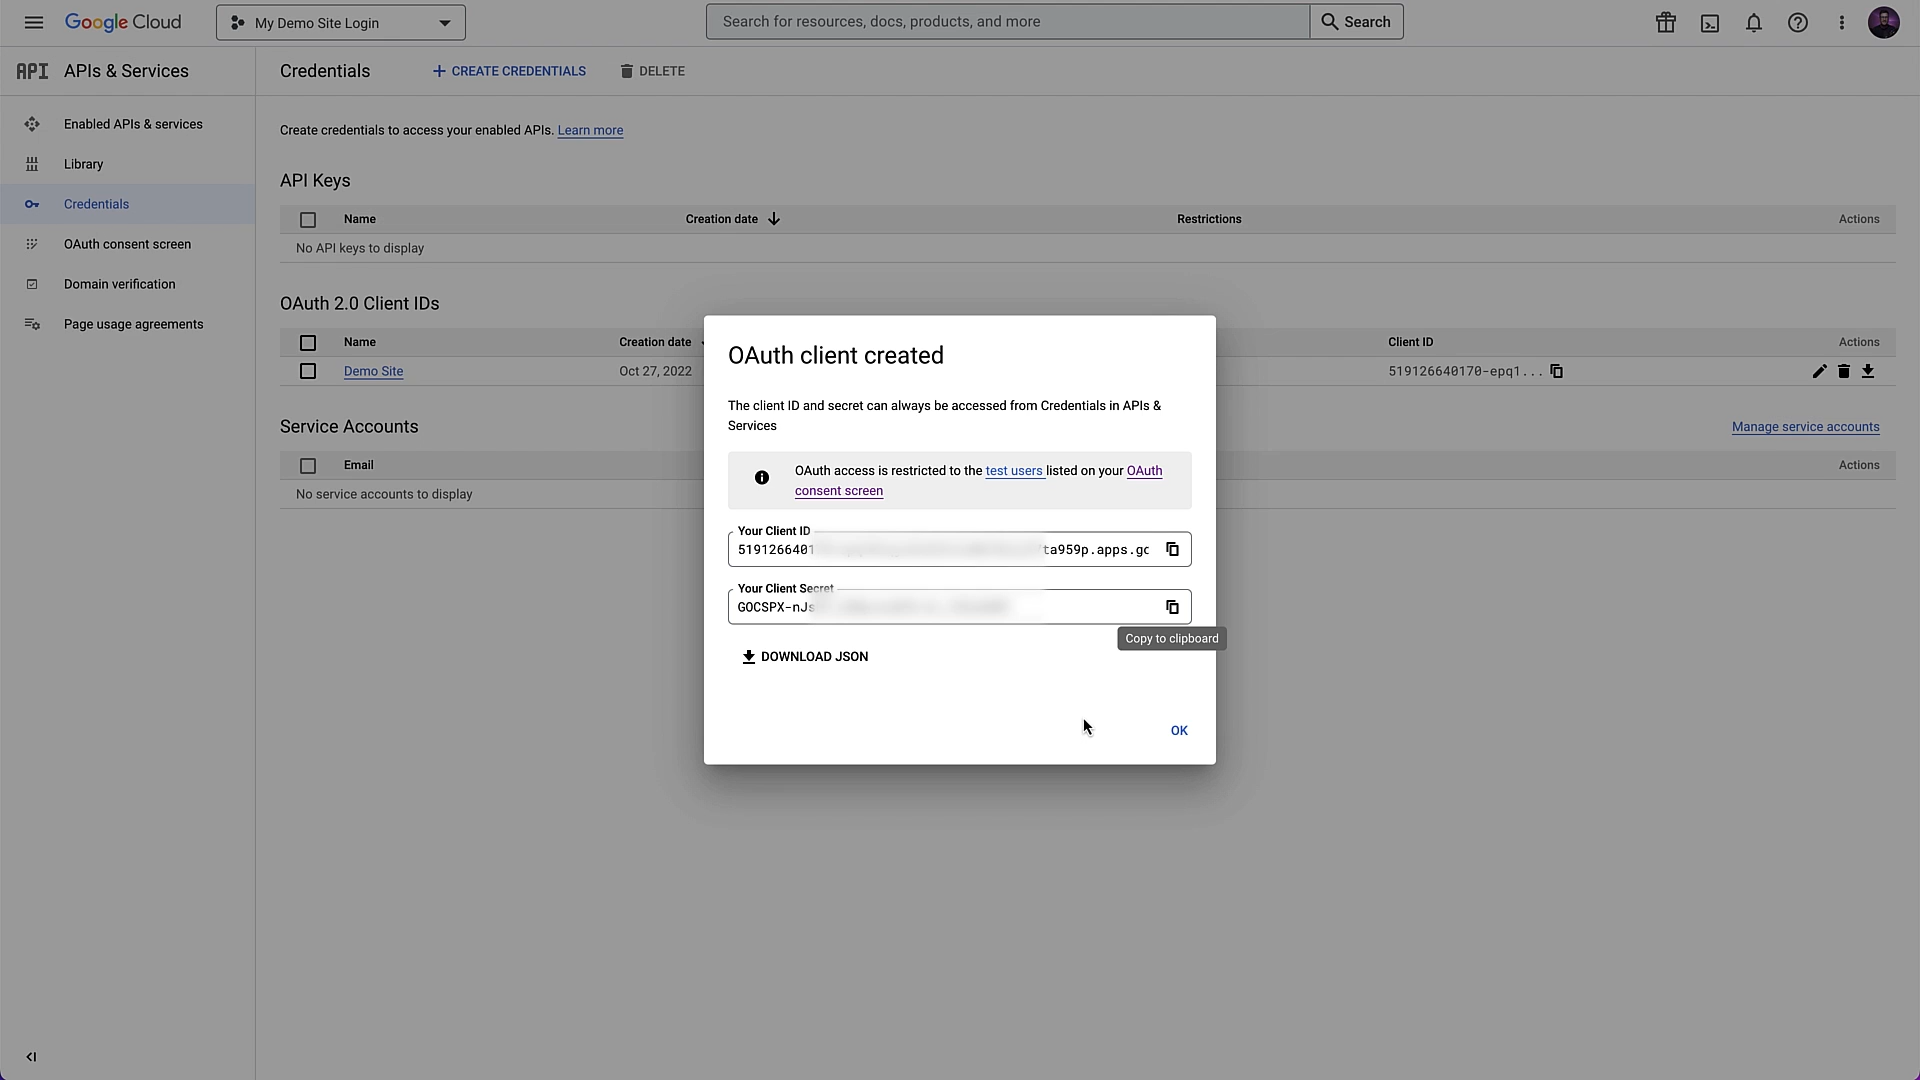 Google Cloud
My Demo Site Login
Search for resources, docs, products, and more
Search
API APIs & Services
Credentials
CREATE CREDENTIALS
DELETE
Enabled APIs & services
Library
Credentials
OAuth consent screen
Domain verification
Page usage agreements
Create credentials to access your enabled APIs. Learn more
API Keys
Name Creation date Restrictions Actions
No API keys to display
OAuth 2.0 Client IDs
Name Creation date Client ID Actions
Demo Site Oct 27, 2022 519126640170-epq1...
Service Accounts
Manage service accounts
Email Actions
No service accounts to display
OAuth client created
The client ID and secret can always be accessed from Credentials in APIs &
Services
OAuth access is restricted to the test users listed on your OAuth
consent screen
Your Client ID
5191266401 ta959p.apps.gc
Your Client Secret
GOCSPX-nJs
Copy to clipboard
DOWNLOAD JSON
OK